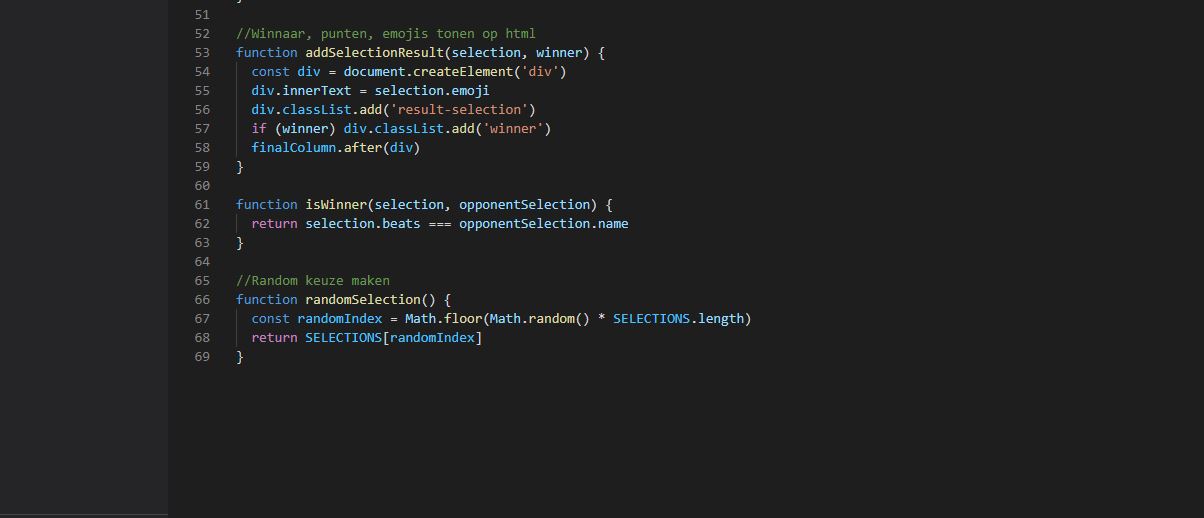 51
52 //Winnaar, punten, emojis tonen op html
53 function addSelectionResult(selection, winner) {
54   const div = document.createElement('div')
55   div.innerText = selection.emoji
56   div.classList.add('result-selection')
57   if (winner) div.classList.add('winner')
58   finalColumn.after(div)
59 }
60
61 function isWinner(selection, opponentSelection) {
62   return selection.beats === opponentSelection.name
63 }
64
65 //Random keuze maken
66 function randomSelection() {
67   const randomIndex = Math.floor(Math.random() * SELECTIONS.length)
68   return SELECTIONS[randomIndex]
69 }